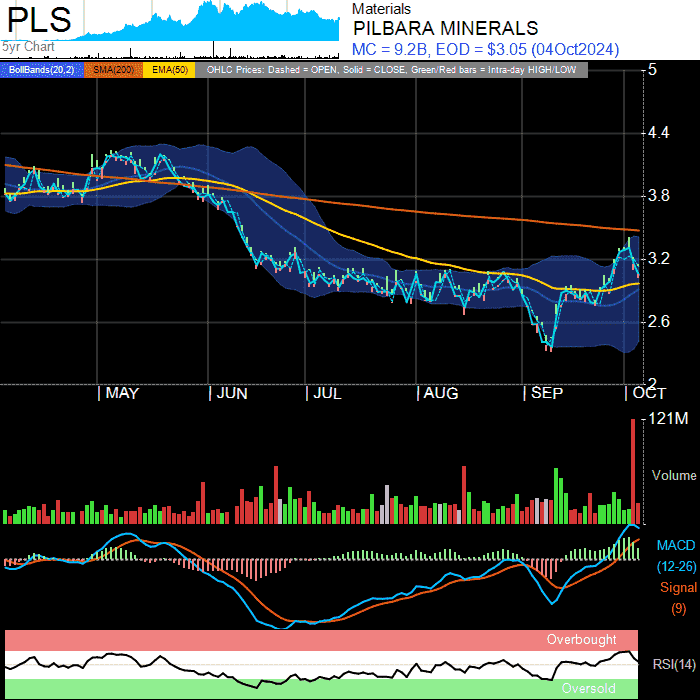 PLS
5yr Chart
Materials
PILBARA MINERALS
MC = 9.2B, EOD = $3.05 (04Oct2024)
BollBands(20,2) SMA(200) EMA(50) OHLC Prices: Dashed = OPEN, Solid = CLOSE, Green/Red bars = Intra-day HIGH/LOW
5
4.4
3.8
3.2
2.6
2
MAY JUN JUL AUG SEP OCT
121M
Volume
MACD
(12-26)
Signal
(9)
Overbought
RSI(14)
Oversold